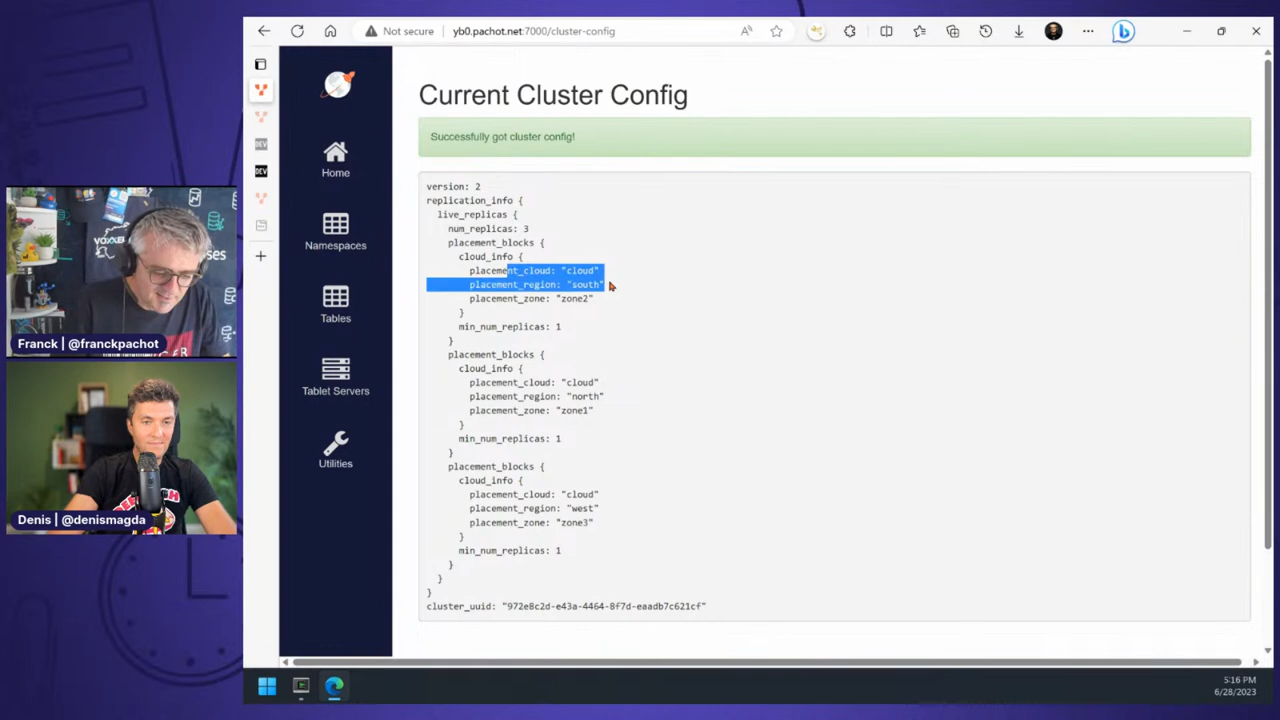 Not secure
yb0.pachot.net:7000/cluster-config
Current Cluster Config
Successfully got cluster config!
Home
Namespaces
Tables
Tablet Servers
Utilities
version: 2
replication_info {
live_replicas {
num_replicas: 3
placement_blocks {
cloud_info {
placement_cloud: "cloud"
placement_region: "south"
placement_zone: "zone2"
}
min_num_replicas: 1
}
placement_blocks {
cloud_info {
placement_cloud: "cloud"
placement_region: "north"
placement_zone: "zone1"
}
min_num_replicas: 1
}
placement_blocks {
cloud_info {
placement_cloud: "cloud"
placement_region: "west"
placement_zone: "zone3"
}
min_num_replicas: 1
}
}
}
cluster_uuid: "972e8c2d-e43a-4464-8f7d-eaadb7c621cf"
Franck | @franckpachot
Denis | @denismagda
DEV
DEV
5:16 PM
6/28/2023